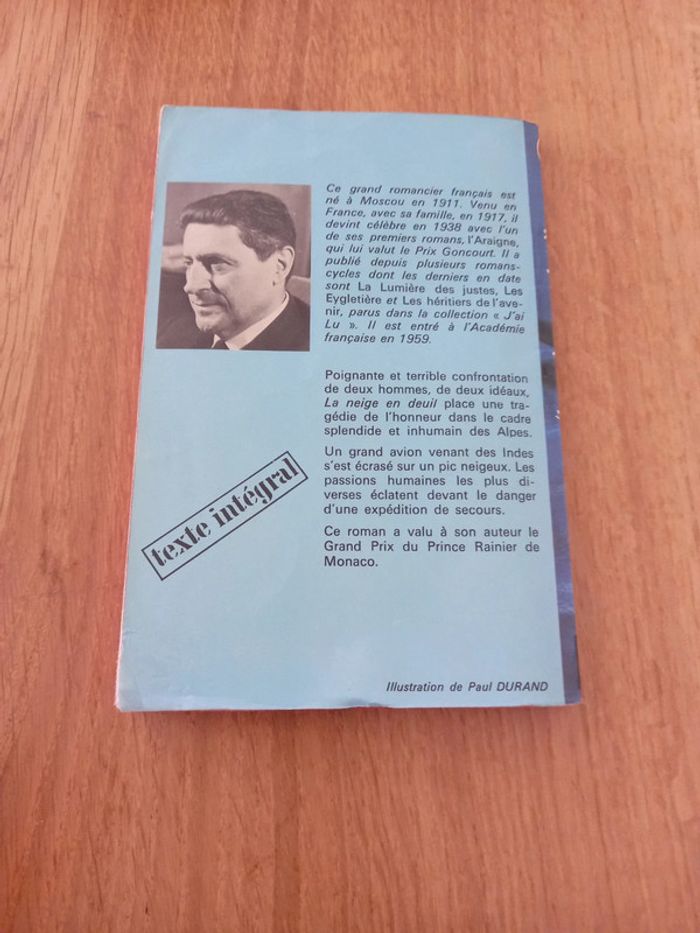 Ce grand romancier français est
né à Moscou en 1911. Venu en
France, avec sa famille, en 1917, il
devint célèbre en 1938 avec l'un
de ses premiers romans, l'Araigne,
qui lui valut le Prix Goncourt. Il a
publié depuis plusieurs romans-
cycles dont les derniers en date
sont La Lumière des justes, Les
Eygletière et Les héritiers de l'ave-
nir, parus dans la collection « J'ai
Lu ». Il est entré à l'Académie
française en 1959.
Poignante et terrible confrontation
de deux hommes, de deux idéaux,
La neige en deuil place une tra-
gédie de l'honneur dans le cadre
splendide et inhumain des Alpes.
Un grand avion venant des Indes
s'est écrasé sur un pic neigeux. Les
passions humaines les plus di-
verses éclatent devant le danger
d'une expédition de secours.
Ce roman a valu à son auteur le
Grand Prix du Prince Rainier de
Monaco.
texte intégral
Illustration de Paul DURAND